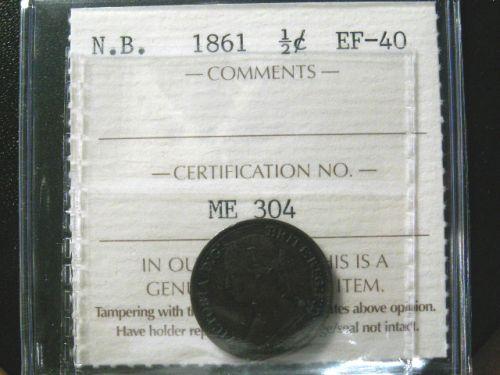 N.B. 1861 ½¢ EF-40
— COMMENTS —
— CERTIFICATION NO. —
ME 304
IN OU HIS IS A
GENU ITEM.
Tampering with t tes above opinion.
Have holder rep e/seal not intact.